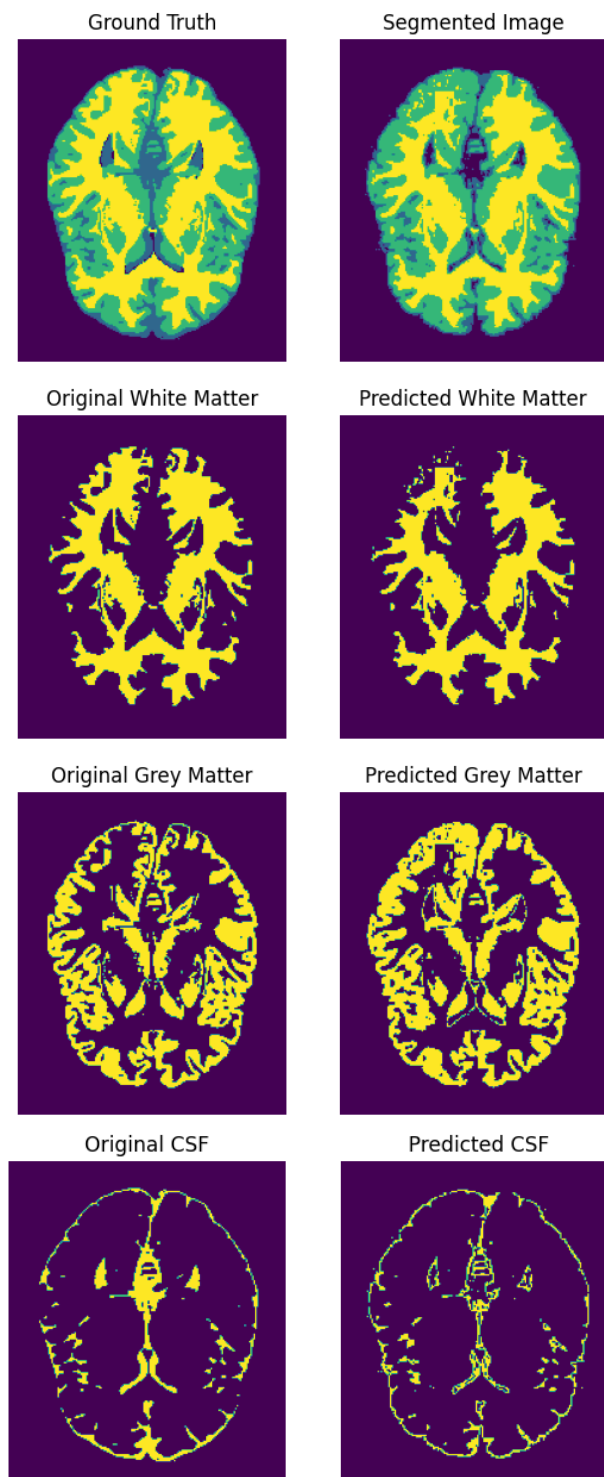 Ground Truth
Segmented Image
Original White Matter
Predicted White Matter
Original Grey Matter
Predicted Grey Matter
Original CSF
Predicted CSF